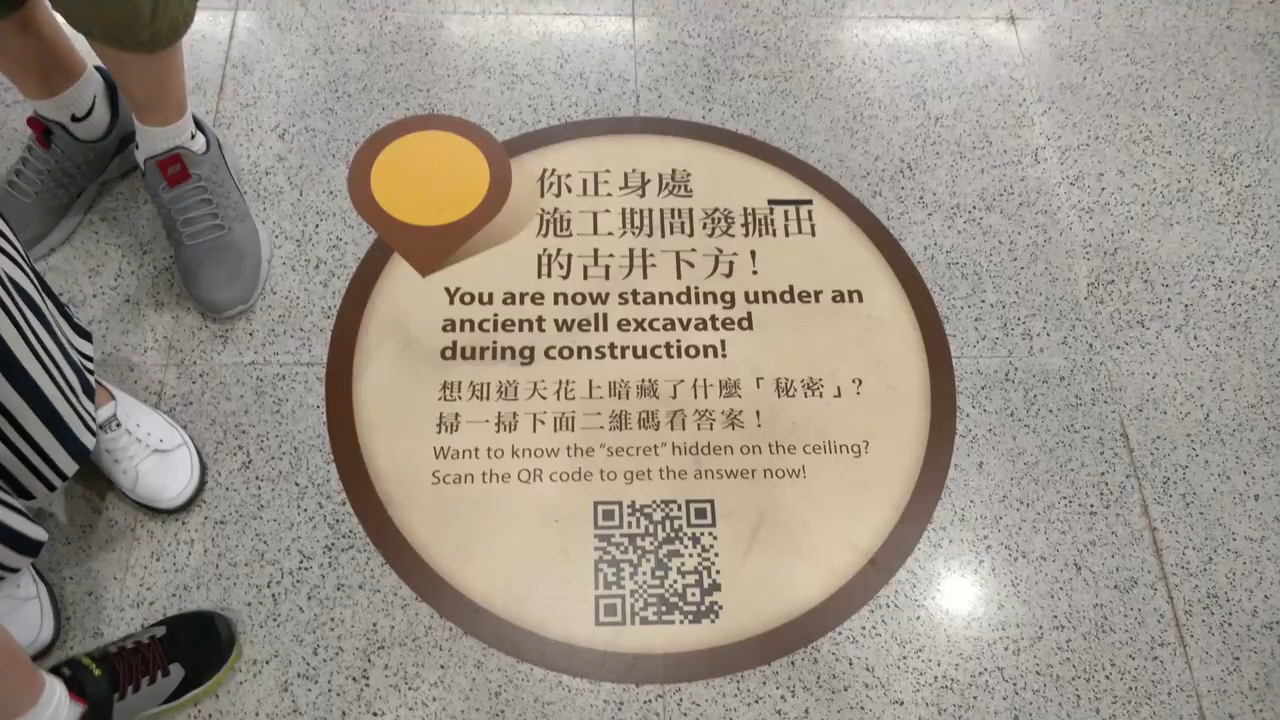 你正身處
施工期間發掘出
的古井下方！
You are now standing under an
ancient well excavated
during construction!
想知道天花上暗藏了什麼「秘密」？
掃一掃下面二維碼看答案！
Want to know the “secret” hidden on the ceiling?
Scan the QR code to get the answer now!